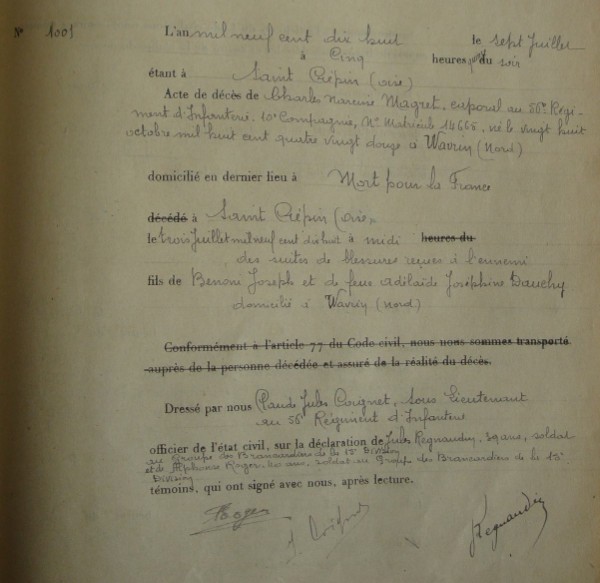 N° 1001 L'an mil neuf cent dix huit le sept Juillet
à Cinq heures du soir
étant à Saint Crépin (oise)
Acte de décès de Charles Narcisse Magret, caporal au 56e Régi-
ment d'Infanterie, 10e Compagnie, N° Matricule 14665, né le vingt huit
octobre mil huit cent quatre vingt douze à Wavrin (Nord)
domicilié en dernier lieu à Mort pour la France
décédé à Saint Crépin (oise)
le trois Juillet mil neuf cent dix huit à midi heures du
des suites de blessures reçues à l'ennemi
fils de Benoni Joseph et de feue Adélaïde Joséphine Dauchy
domicilié à Wavrin (Nord)
Conformément à l'article 77 du Code civil, nous nous sommes transporté
auprès de la personne décédée et assuré de la réalité du décès.
Dressé par nous Claude Jules Coignet, Sous Lieutenant
au 56e Régiment d'Infanterie
officier de l'état civil, sur la déclaration de Jules Regnaudin, 39 ans, soldat
au Groupe des Brancardiers de la 15e Division
et de Alphonse Roger, 20 ans, soldat au Groupe des Brancardiers de la 15e
Division
témoins, qui ont signé avec nous, après lecture.
Roger J. Coignet Regnaudin